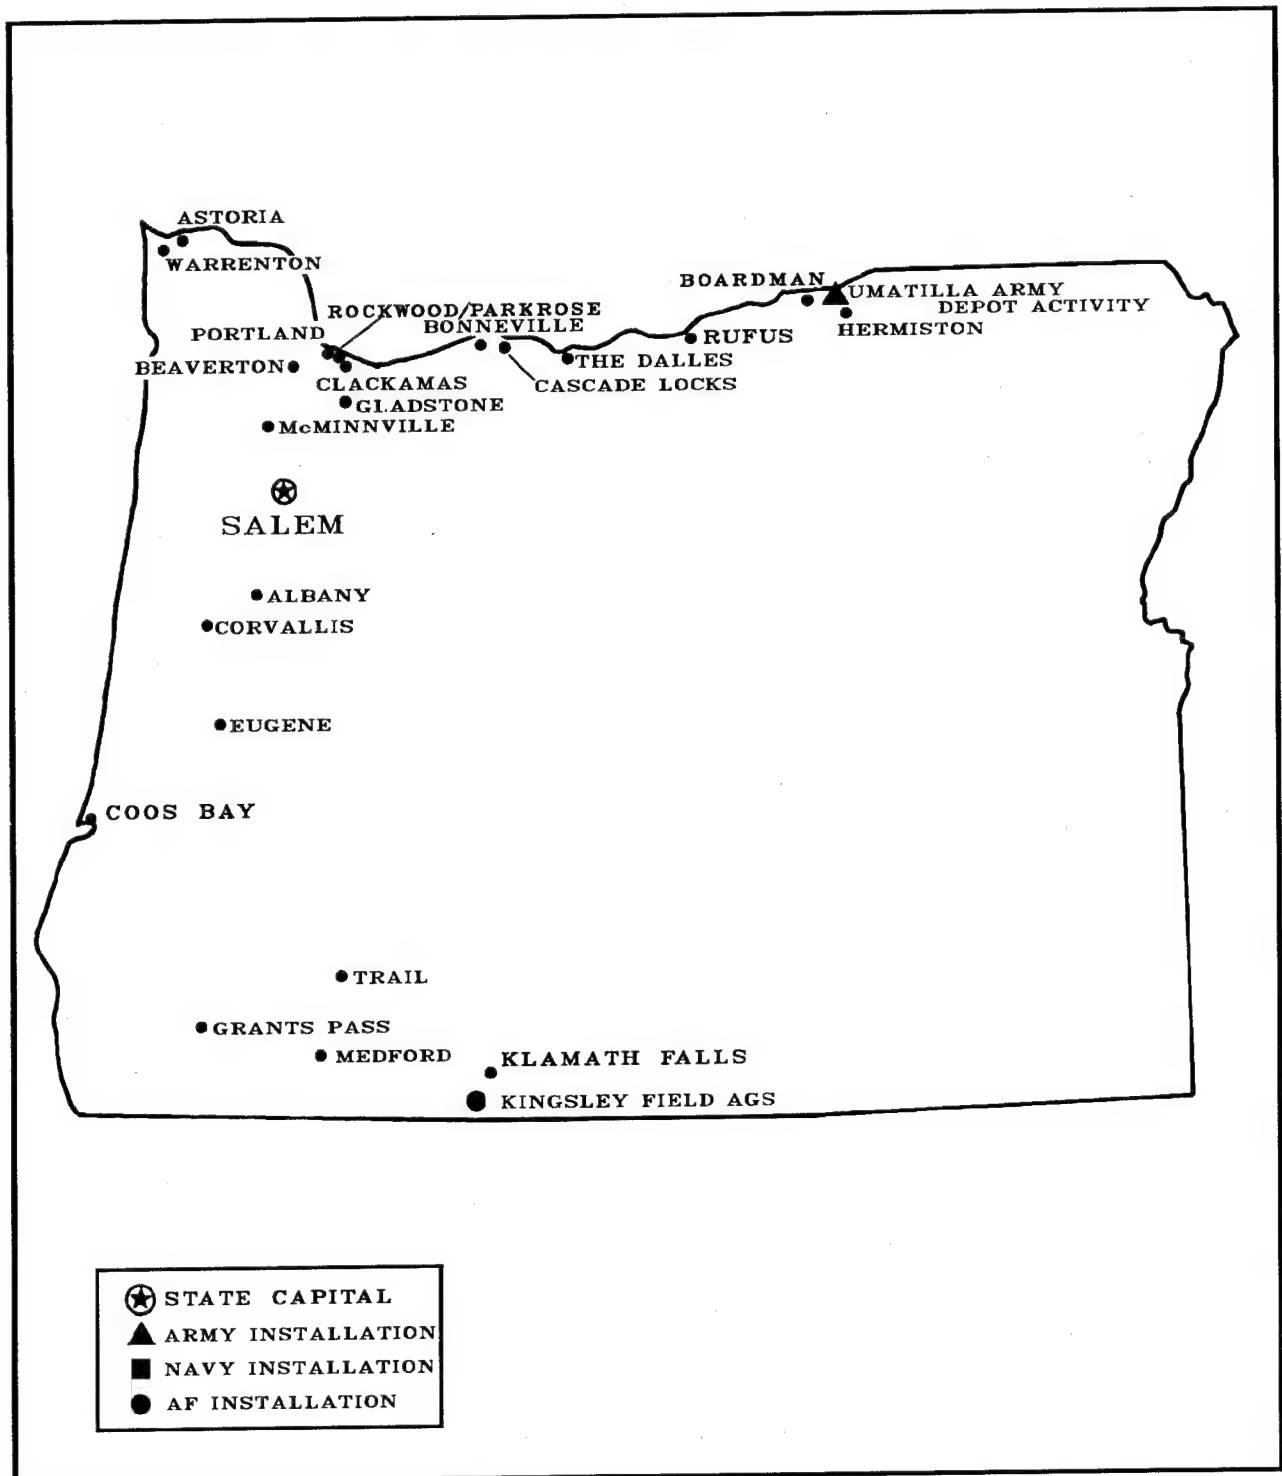 ASTORIA
WARRENTON
BOARDMAN
UMATILLA ARMY
DEPOT ACTIVITY
ROCKWOOD/PARKROSE
BONNEVILLE
HERMISTON
PORTLAND
RUFUS
BEAVERTON
THE DALLES
CLACKAMAS
CASCADE LOCKS
GLADSTONE
McMINNVILLE
SALEM
ALBANY
CORVALLIS
EUGENE
COOS BAY
TRAIL
GRANTS PASS
MEDFORD
KLAMATH FALLS
KINGSLEY FIELD AGS
STATE CAPITAL
ARMY INSTALLATION
NAVY INSTALLATION
AF INSTALLATION